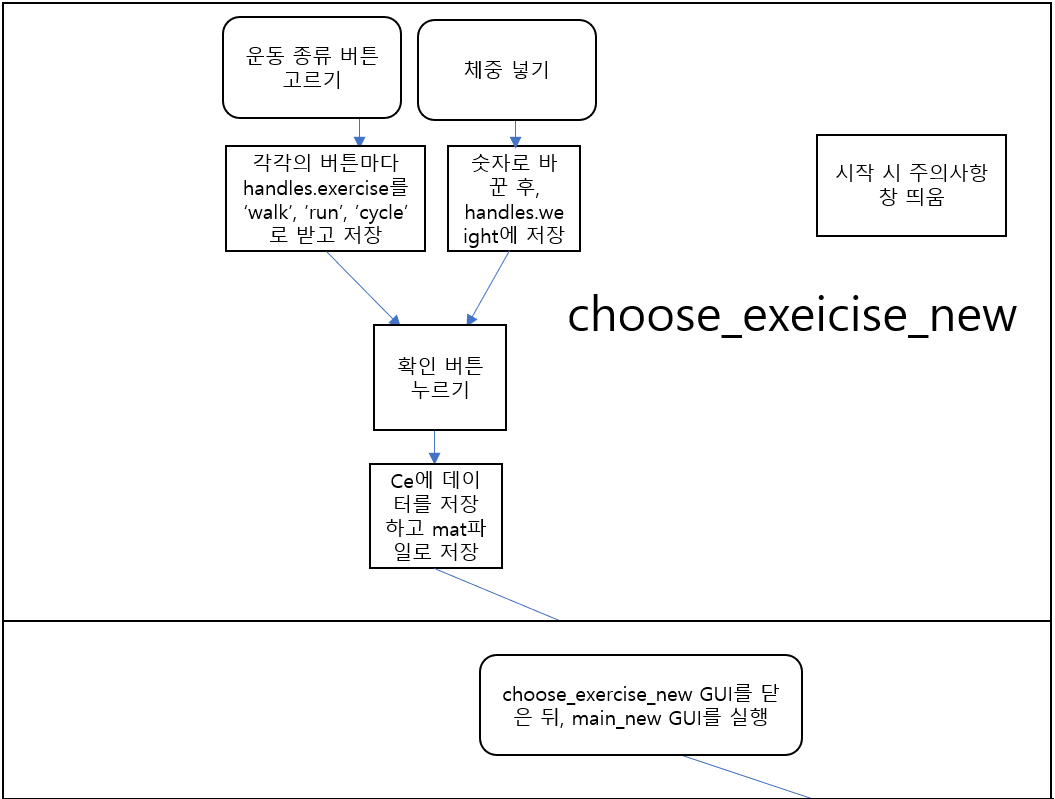 운동 종류 버튼
고르기
체중 넣기
각각의 버튼마다
handles.exercise를
‘walk’, ‘run’, ’cycle’
로 받고 저장
숫자로 바
꾼 후,
handles.we
ight에 저장
시작 시 주의사항
창 띄움
choose_exeicise_new
확인 버튼
누르기
Ce에 데이
터를 저장
하고 mat파
일로 저장
choose_exercise_new GUI를 닫
은 뒤, main_new GUI를 실행